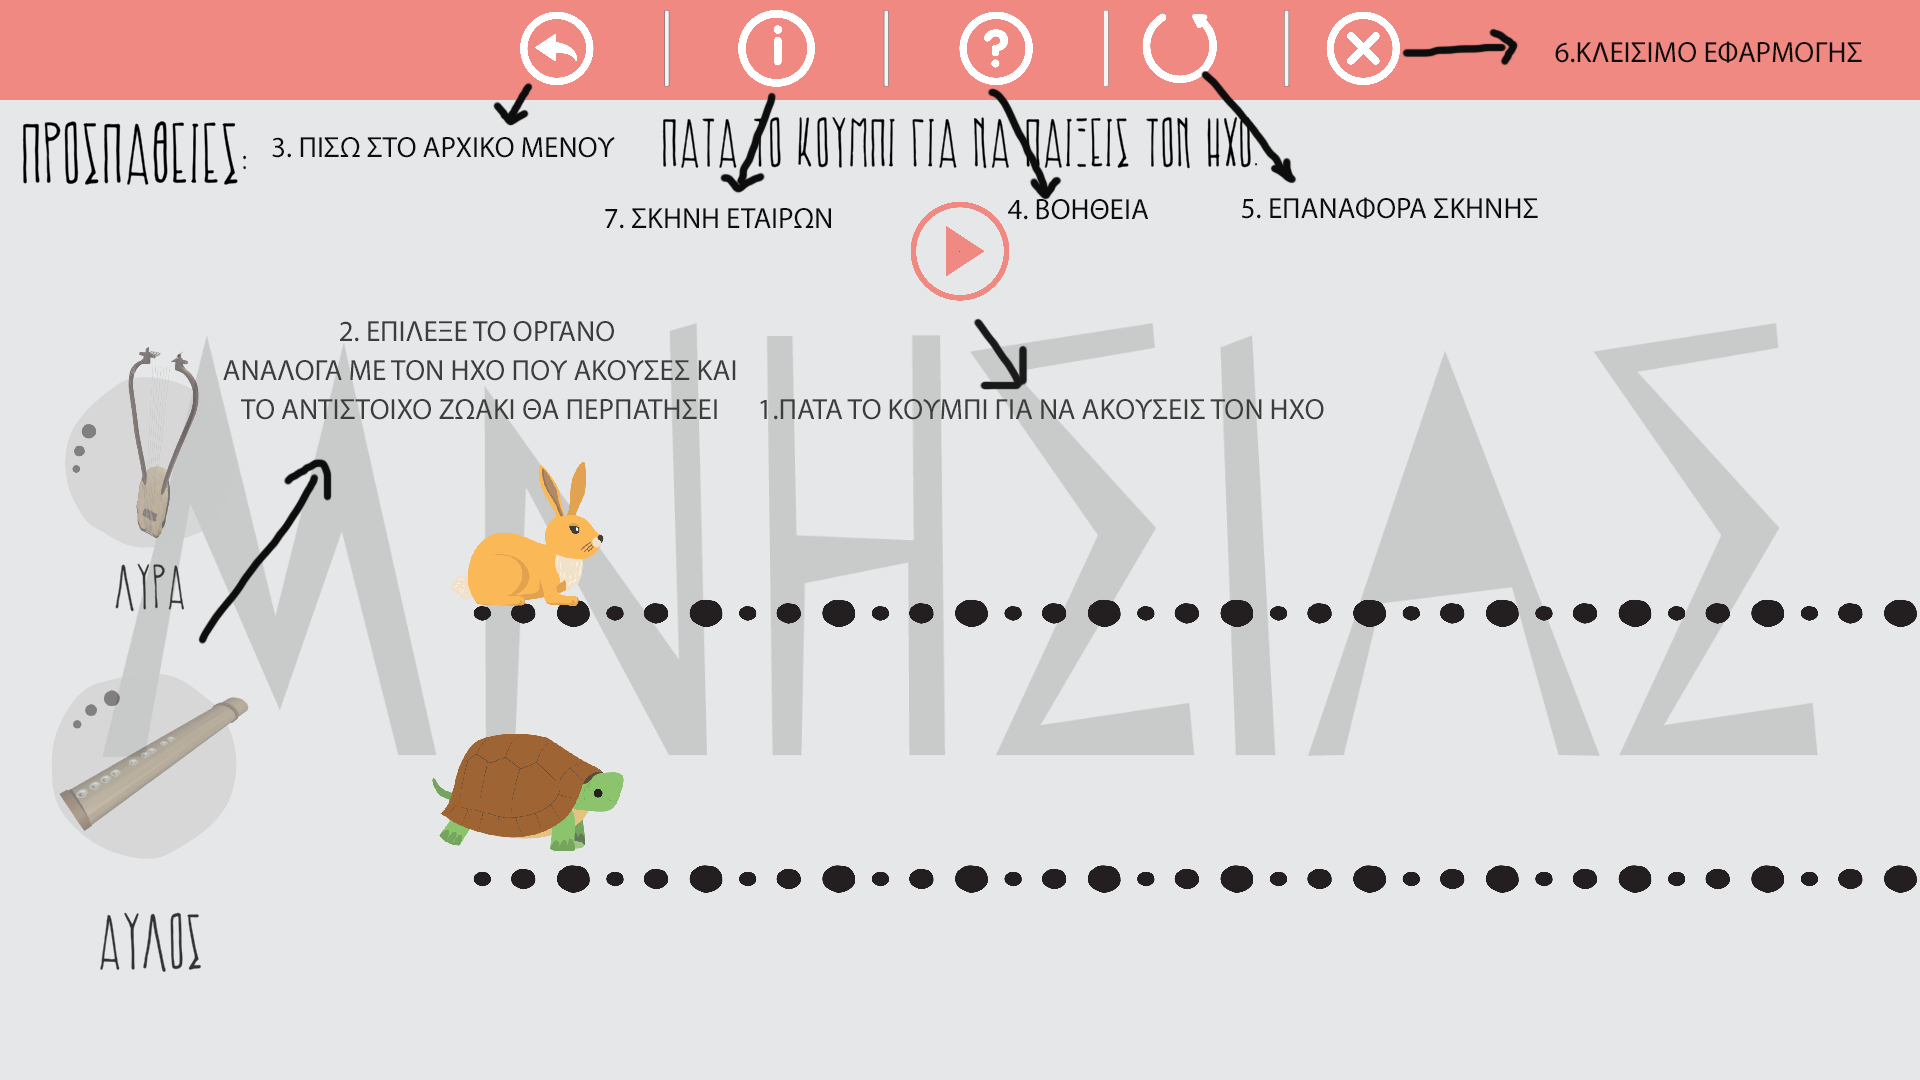 6.ΚΛΕΙΣΙΜΟ ΕΦΑΡΜΟΓΗΣ
ΠΡΟΣΠΑΘΕΙΕΣ:
3. ΠΙΣΩ ΣΤΟ ΑΡΧΙΚΟ ΜΕΝΟΥ
ΠΑΤΑ ΤΟ ΚΟΥΜΠΙ ΓΙΑ ΝΑ ΠΑΙΞΕΙΣ ΤΟΝ ΗΧΟ.
7. ΣΚΗΝΗ ΕΤΑΙΡΩΝ
4. ΒΟΗΘΕΙΑ
5. ΕΠΑΝΑΦΟΡΑ ΣΚΗΝΗΣ
2. ΕΠΙΛΕΞΕ ΤΟ ΟΡΓΑΝΟ
ΑΝΑΛΟΓΑ ΜΕ ΤΟΝ ΗΧΟ ΠΟΥ ΑΚΟΥΣΕΣ ΚΑΙ
ΤΟ ΑΝΤΙΣΤΟΙΧΟ ΖΩΑΚΙ ΘΑ ΠΕΡΠΑΤΗΣΕΙ
1.ΠΑΤΑ ΤΟ ΚΟΥΜΠΙ ΓΙΑ ΝΑ ΑΚΟΥΣΕΙΣ ΤΟΝ ΗΧΟ
ΜΝΗΣΙΑΣ
ΛΥΡΑ
ΑΥΛΟΣ